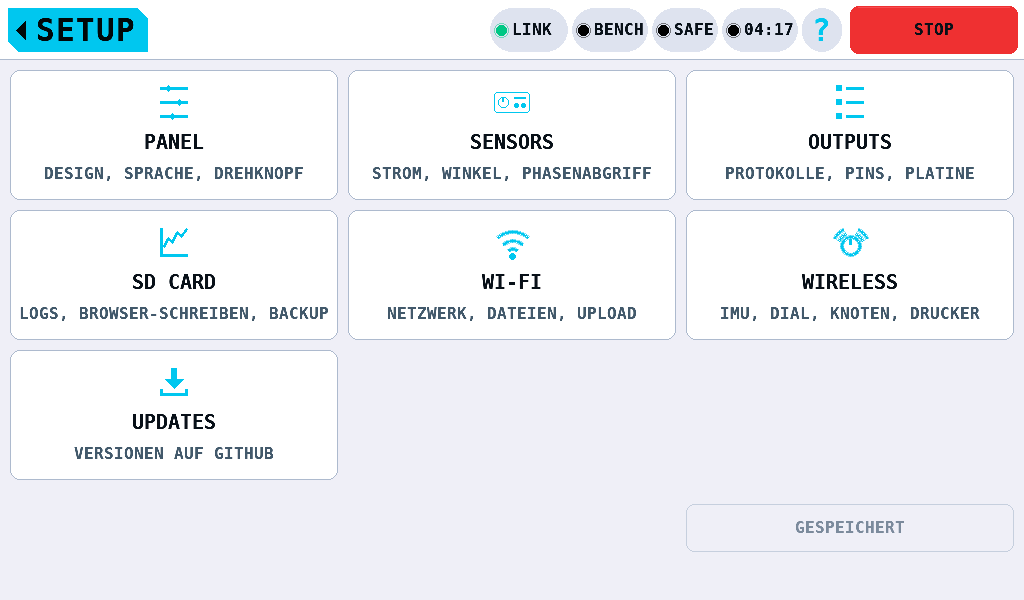 SETUP
LINK
BENCH
SAFE
04:17
?
STOP
PANEL
DESIGN, SPRACHE, DREHKNOPF
SENSORS
STROM, WINKEL, PHASENABGRIFF
OUTPUTS
PROTOKOLLE, PINS, PLATINE
SD CARD
LOGS, BROWSER-SCHREIBEN, BACKUP
WI-FI
NETZWERK, DATEIEN, UPLOAD
WIRELESS
IMU, DIAL, KNOTEN, DRUCKER
UPDATES
VERSIONEN AUF GITHUB
GESPEICHERT